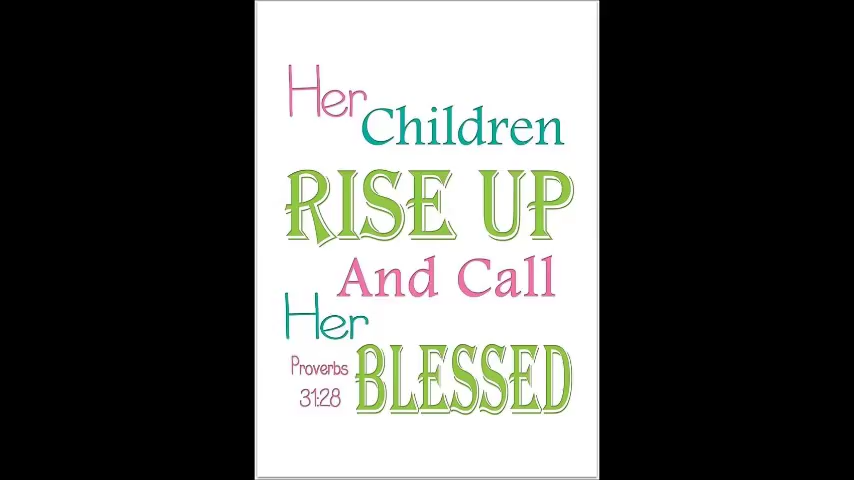 Her
Children
RISE UP
And Call
Her
BLESSED
Proverbs
31:28